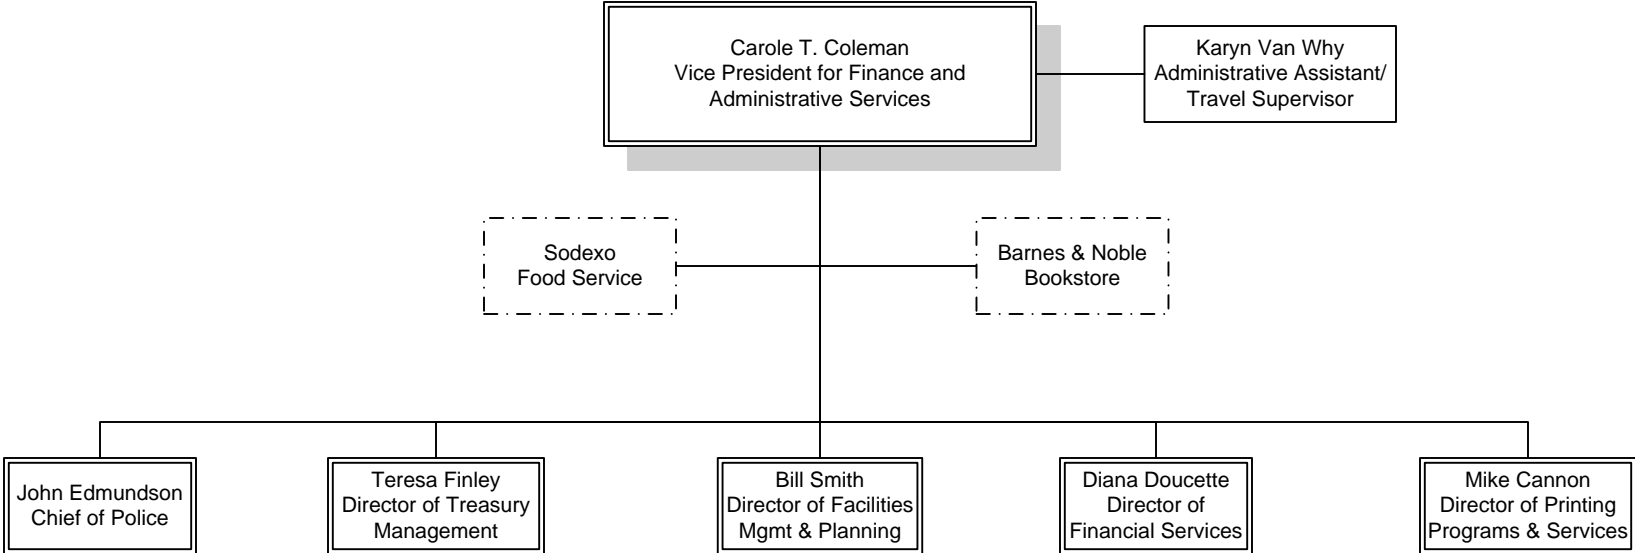 Carole T. Coleman
Vice President for Finance and
Administrative Services
Karyn Van Why
Administrative Assistant/
Travel Supervisor
Sodexo
Food Service
Barnes & Noble
Bookstore
John Edmundson
Chief of Police
Teresa Finley
Director of Treasury
Management
Bill Smith
Director of Facilities
Mgmt & Planning
Diana Doucette
Director of
Financial Services
Mike Cannon
Director of Printing
Programs & Services